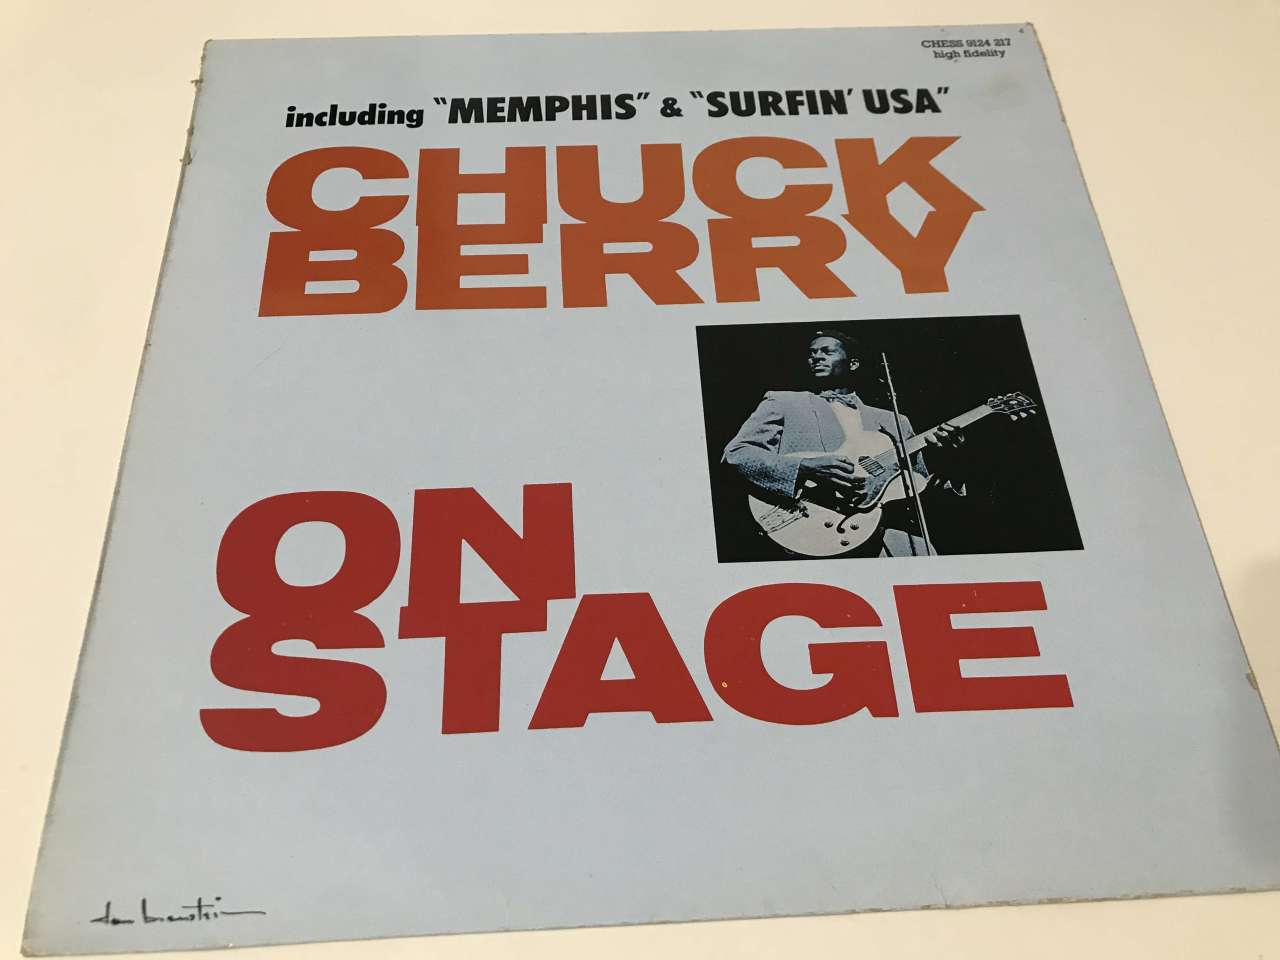 CHESS 9124 217
high fidelity
including "MEMPHIS" & "SURFIN' USA"
CHUCK
BERRY
ON
STAGE